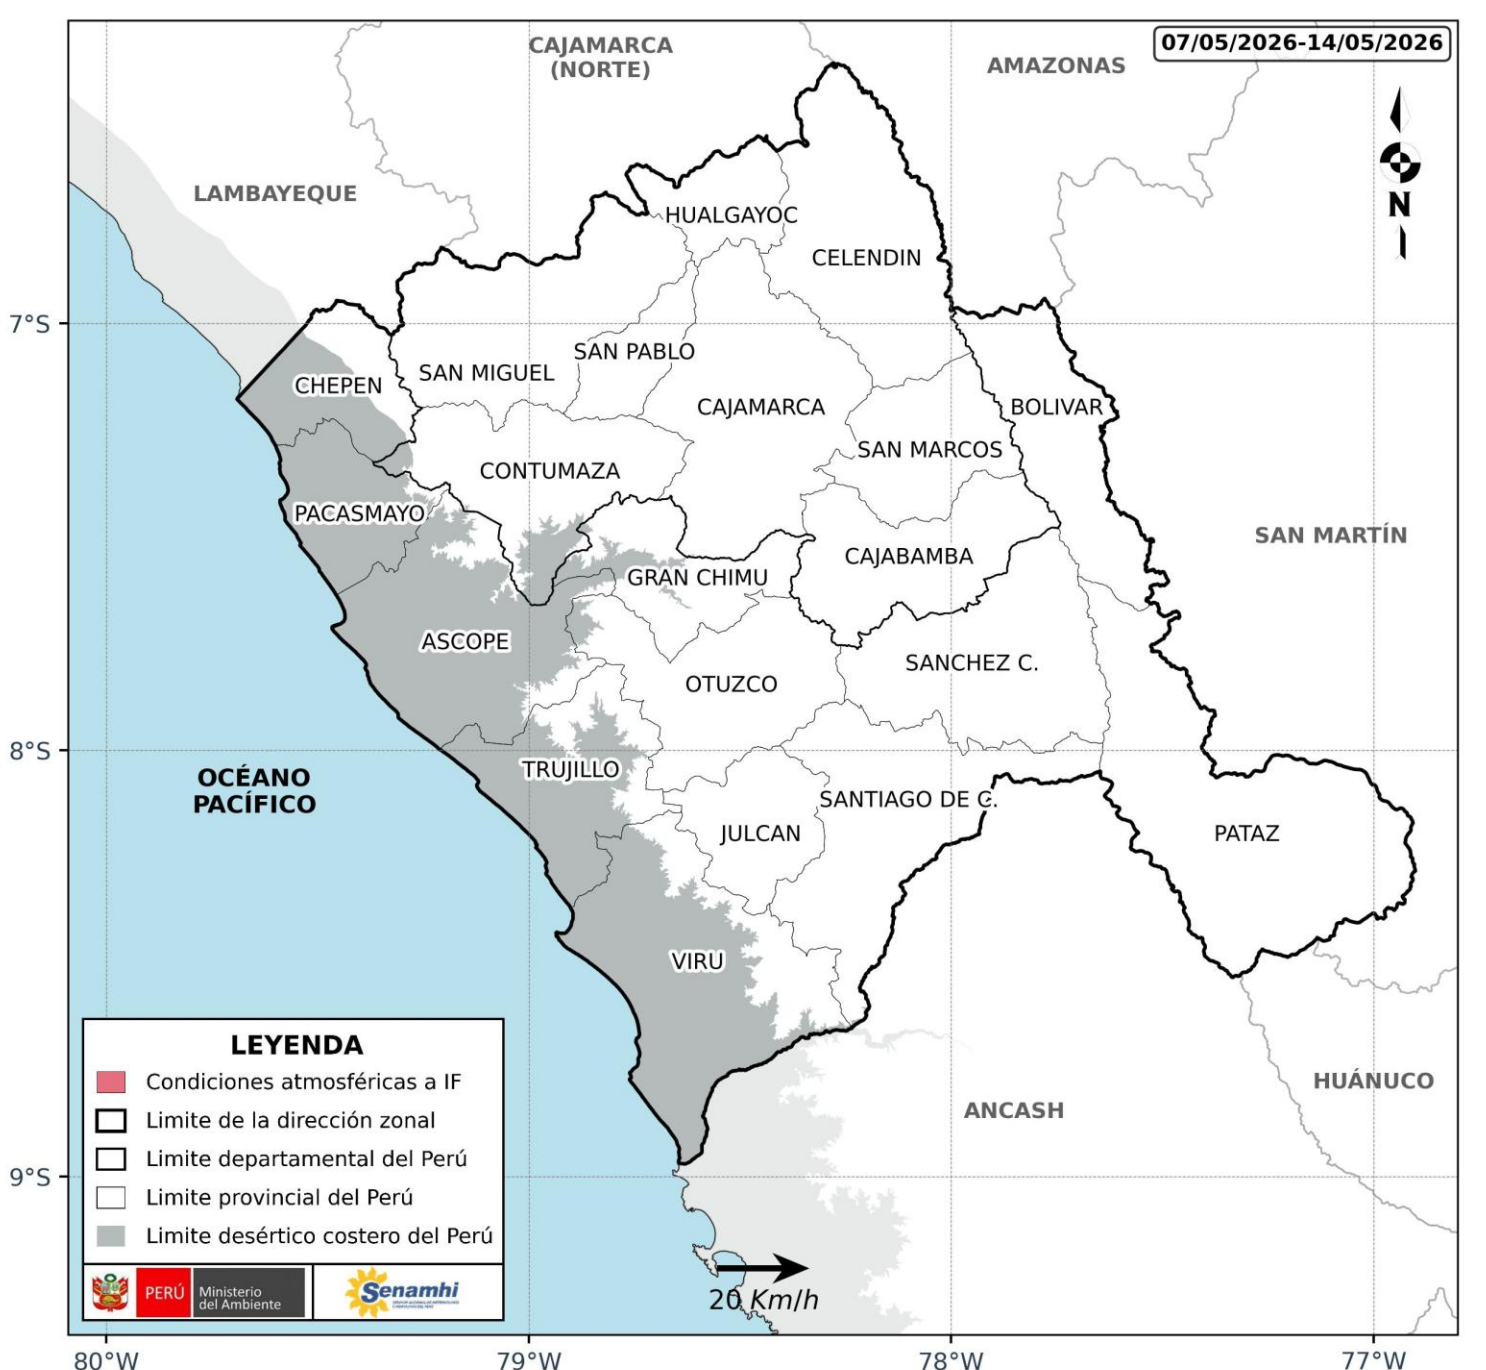 CAJAMARCA
(NORTE)
07/05/2026-14/05/2026
AMAZONAS
LAMBAYEQUE
N
HUALGAYOC
CELENDIN
7°S
SAN PABLO
SAN MIGUEL
CHEPEN
CAJAMARCA
BOLIVAR
SAN MARCOS
CONTUMAZA
PACASMAYO
SAN MARTÍN
CAJABAMBA
GRAN CHIMU
ASCOPE
SANCHEZ C.
OTUZCO
8°S
TRUJILLO
OCÉANO
PACÍFICO
SANTIAGO DE C.
JULCAN
PATAZ
VIRU
LEYENDA
Condiciones atmosféricas a IF
Limite de la dirección zonal
Limite departamental del Perú
Limite provincial del Perú
Limite desértico costero del Perú
HUÁNUCO
ANCASH
9°S
PERÚ
Ministerio
del Ambiente
Senamhi
20 Km/h
80°W
79°W
78°W
77°W